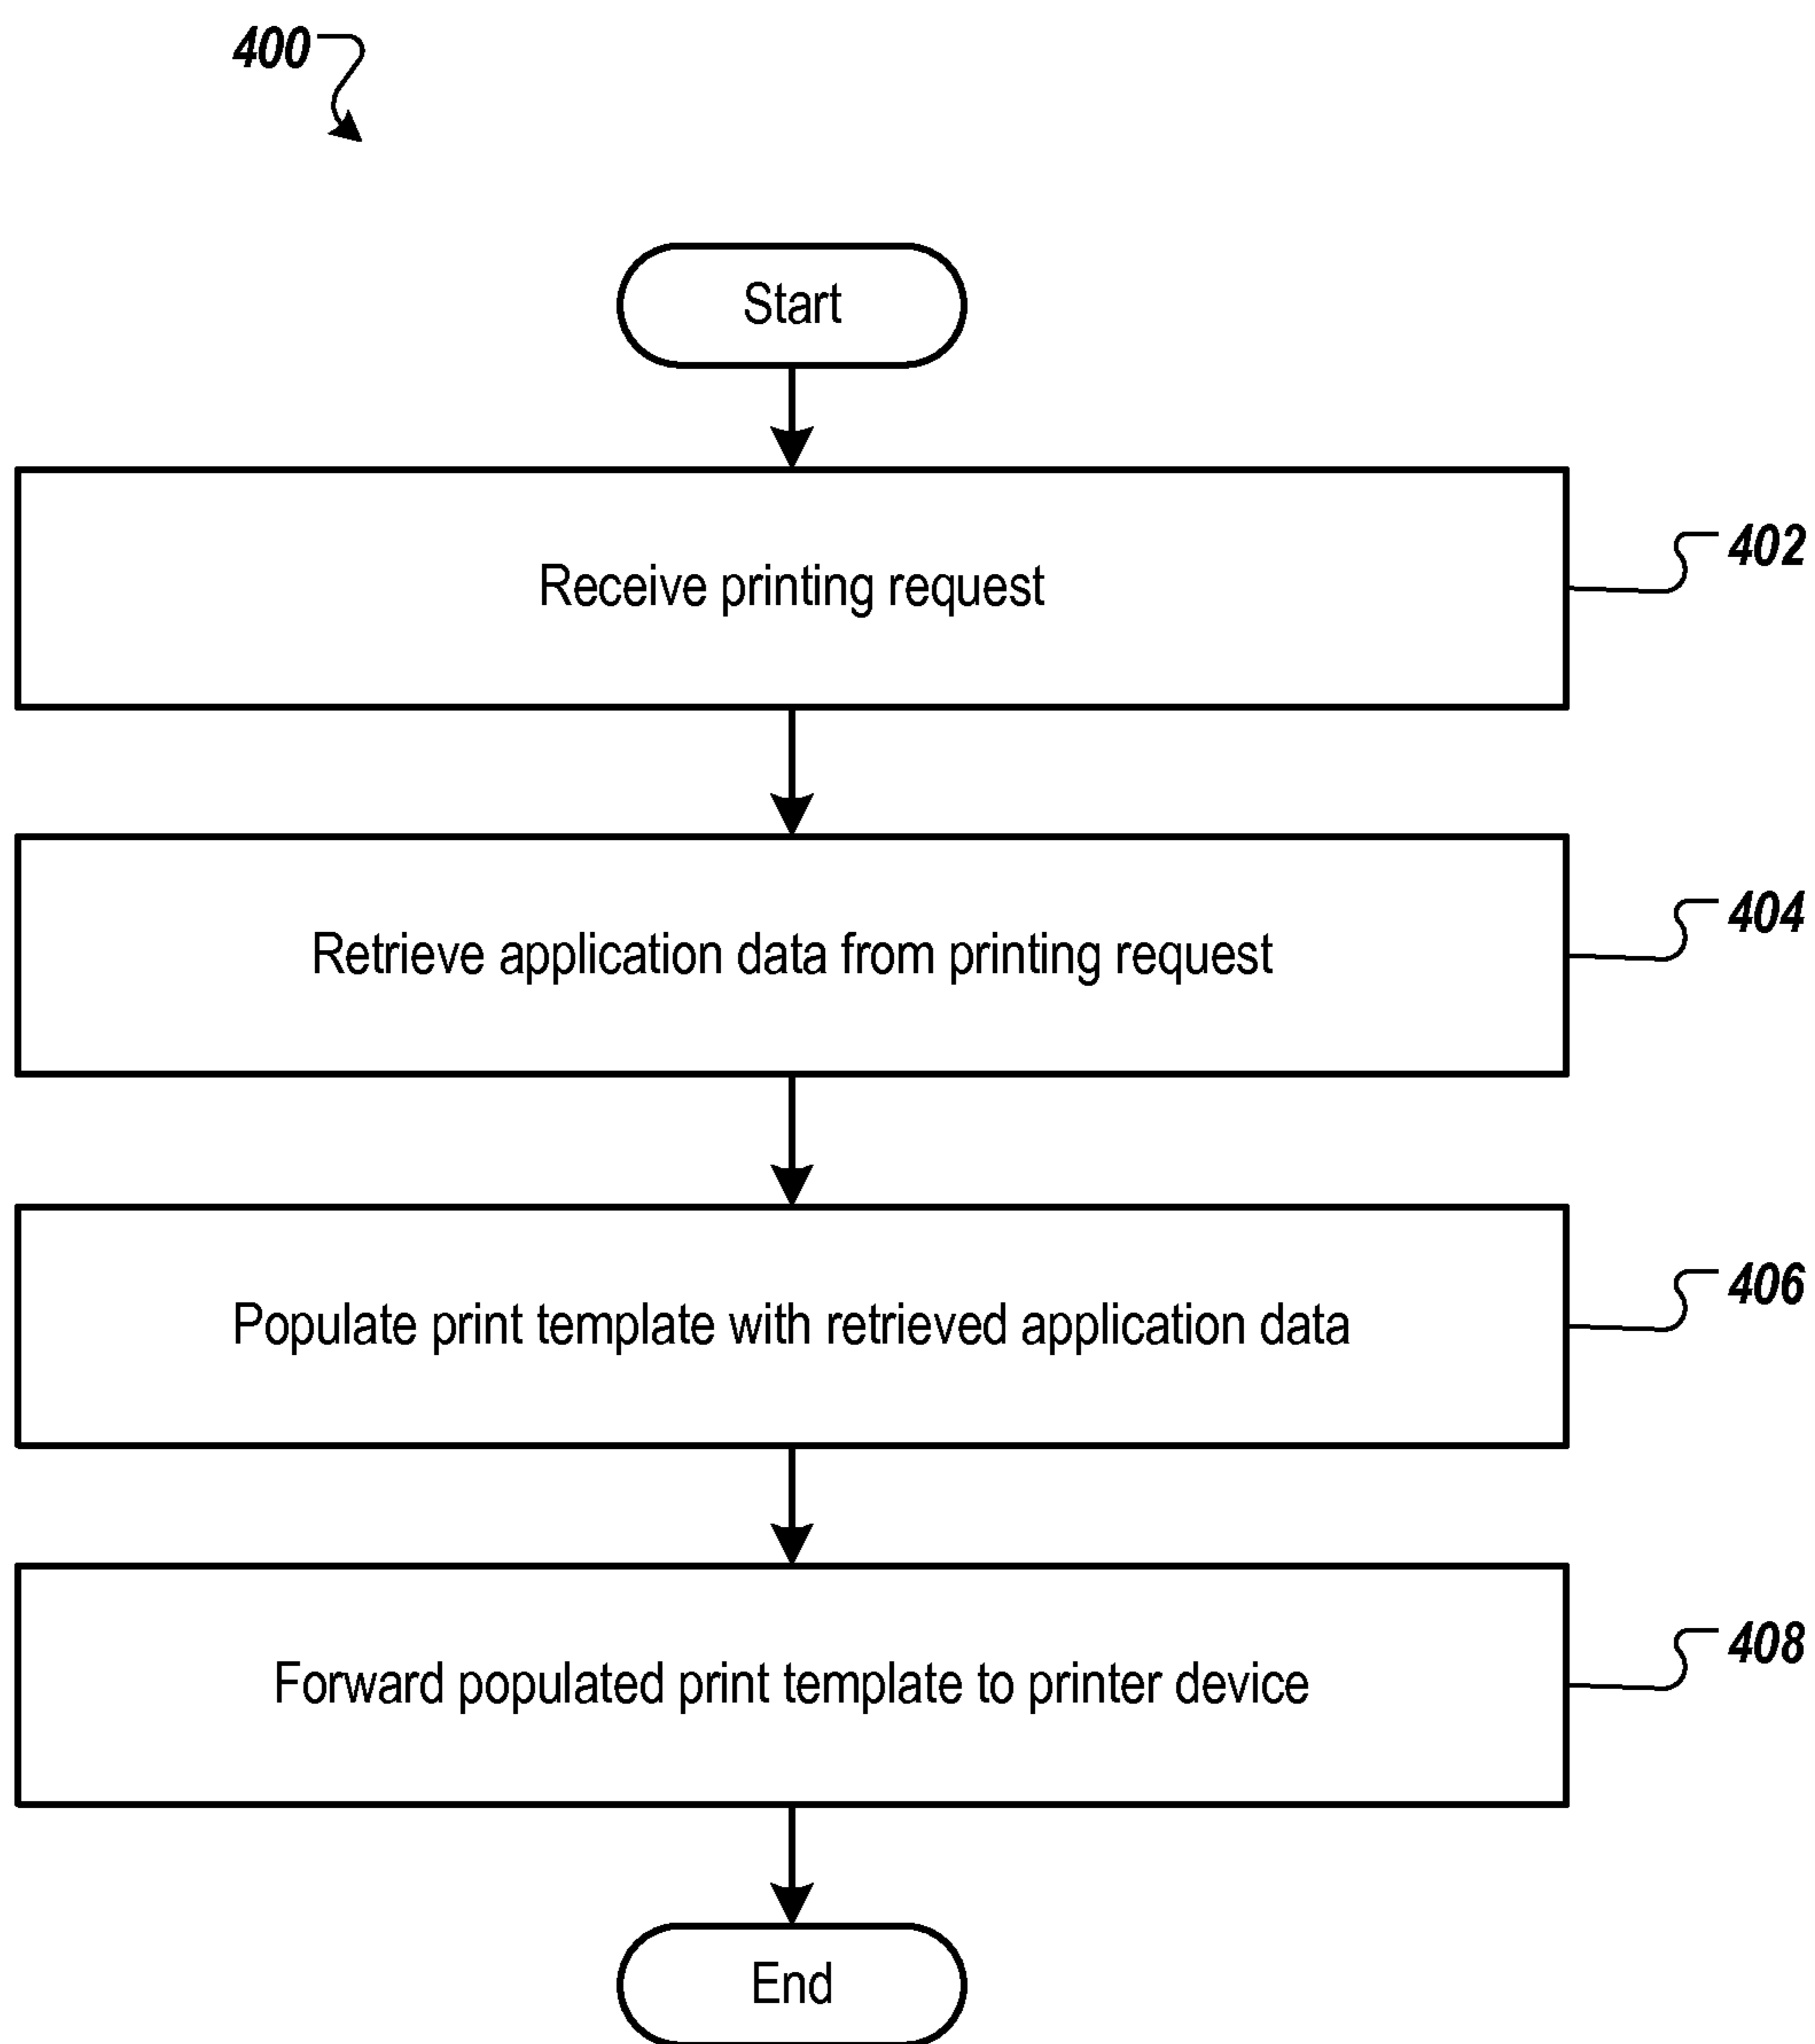 400
Start
Receive printing request
402
Retrieve application data from printing request
404
Populate print template with retrieved application data
406
Forward populated print template to printer device
408
End